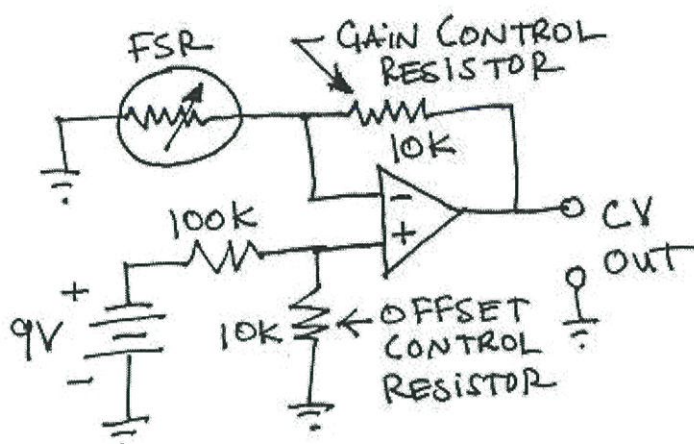 FSR
GAIN CONTROL
RESISTOR
10K
100K
-
+
CV
OUT
+
9V
-
10K
OFFSET
CONTROL
RESISTOR